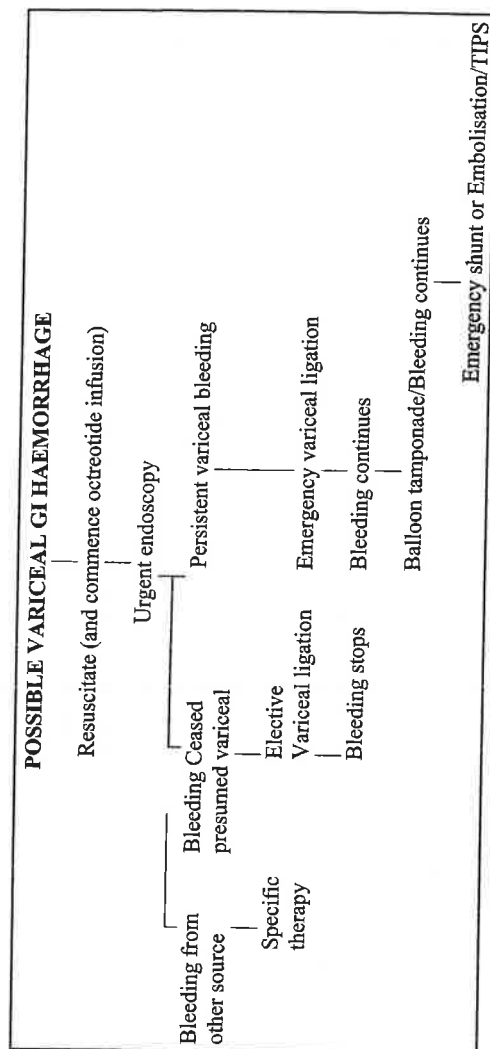 POSSIBLE VARICEAL GI HAEMORRHAGE
Resuscitate (and commence octreotide infusion)
Urgent endoscopy
Bleeding from
other source
Specific
therapy
Bleeding Ceased
presumed variceal
Elective
Variceal ligation
Bleeding stops
Persistent variceal bleeding
Emergency variceal ligation
Bleeding continues
Balloon tamponade/Bleeding continues
Emergency shunt or Embolisation/TIPS